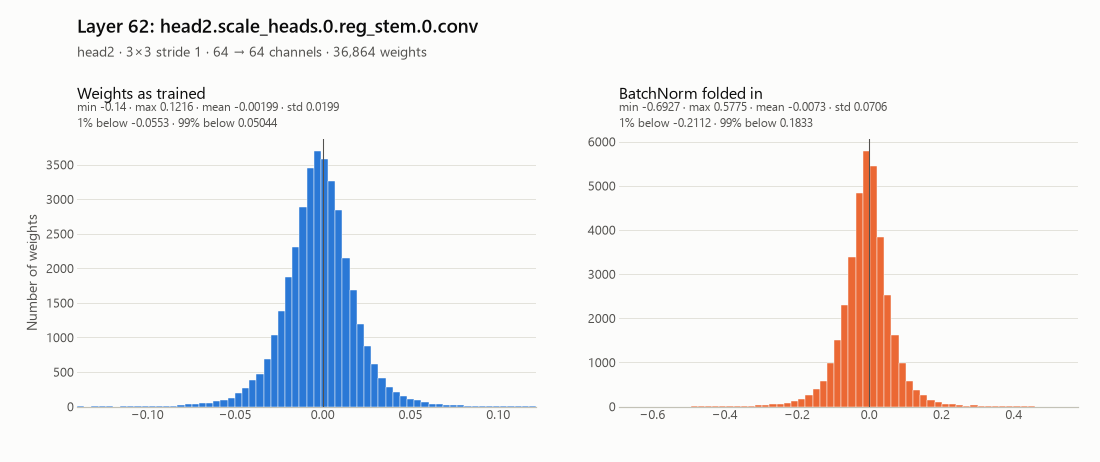 Layer 62: head2.scale_heads.0.reg_stem.0.conv
head2 · 3×3 stride 1 · 64 → 64 channels · 36,864 weights
Weights as trained
min -0.14 · max 0.1216 · mean -0.00199 · std 0.0199
1% below -0.0553 · 99% below 0.05044
Number of weights
3500
3000
2500
2000
1500
1000
500
0
−0.10
−0.05
0.00
0.05
0.10
BatchNorm folded in
min -0.6927 · max 0.5775 · mean -0.0073 · std 0.0706
1% below -0.2112 · 99% below 0.1833
6000
5000
4000
3000
2000
1000
0
−0.6
−0.4
−0.2
0.0
0.2
0.4